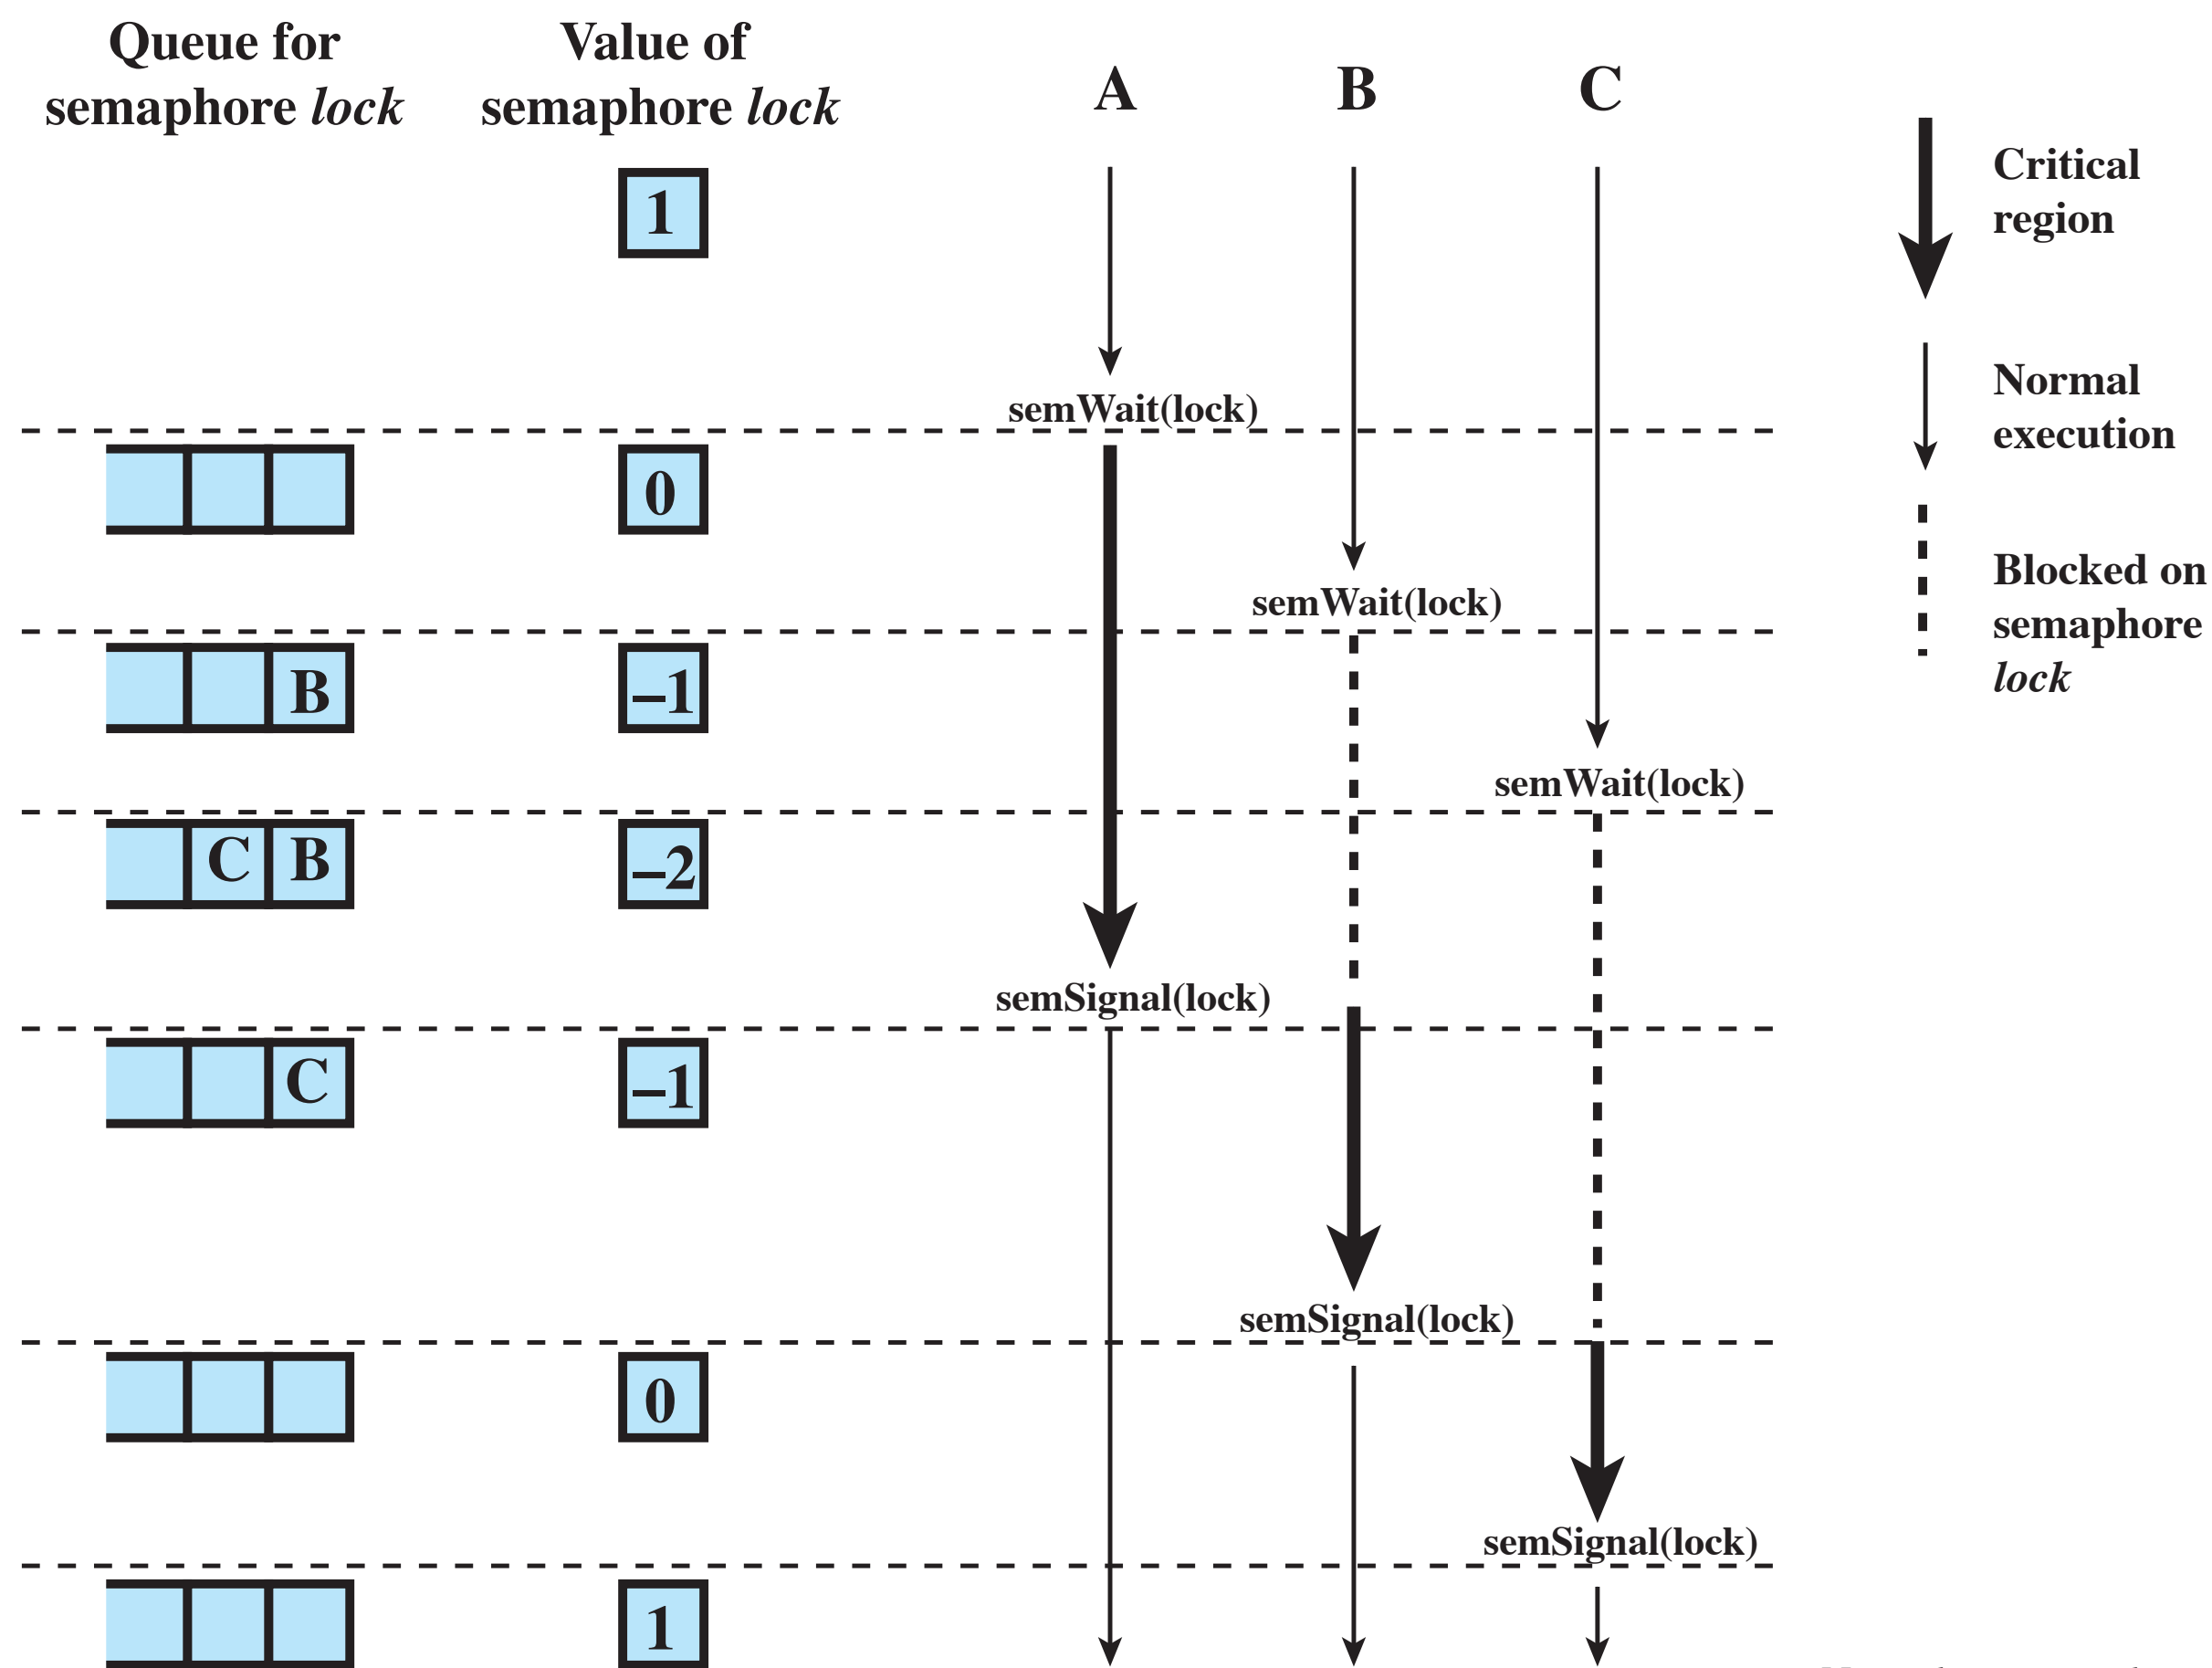 Queue for
semaphore lock
Value of
semaphore lock
A
B
C
1
Critical
region
Normal
execution
semWait(lock)
0
Blocked on
semaphore
lock
semWait(lock)
B
–1
semWait(lock)
C B
–2
semSignal(lock)
C
–1
semSignal(lock)
0
semSignal(lock)
1